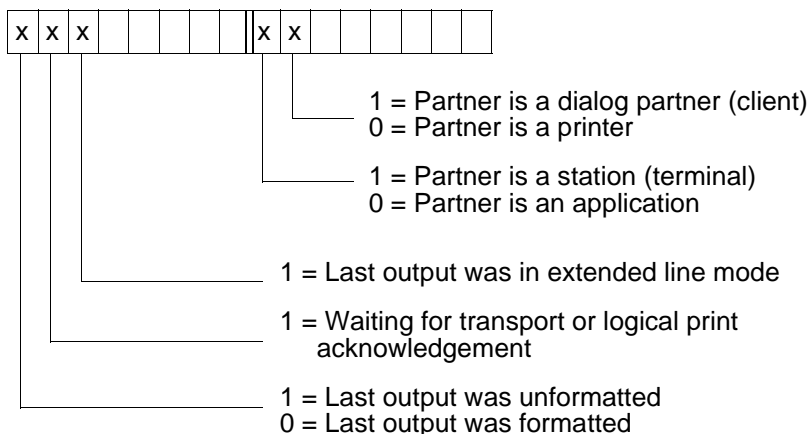 x x x x x
1 = Partner is a dialog partner (client)
0 = Partner is a printer
1 = Partner is a station (terminal)
0 = Partner is an application
1 = Last output was in extended line mode
1 = Waiting for transport or logical print
acknowledgement
1 = Last output was unformatted
0 = Last output was formatted